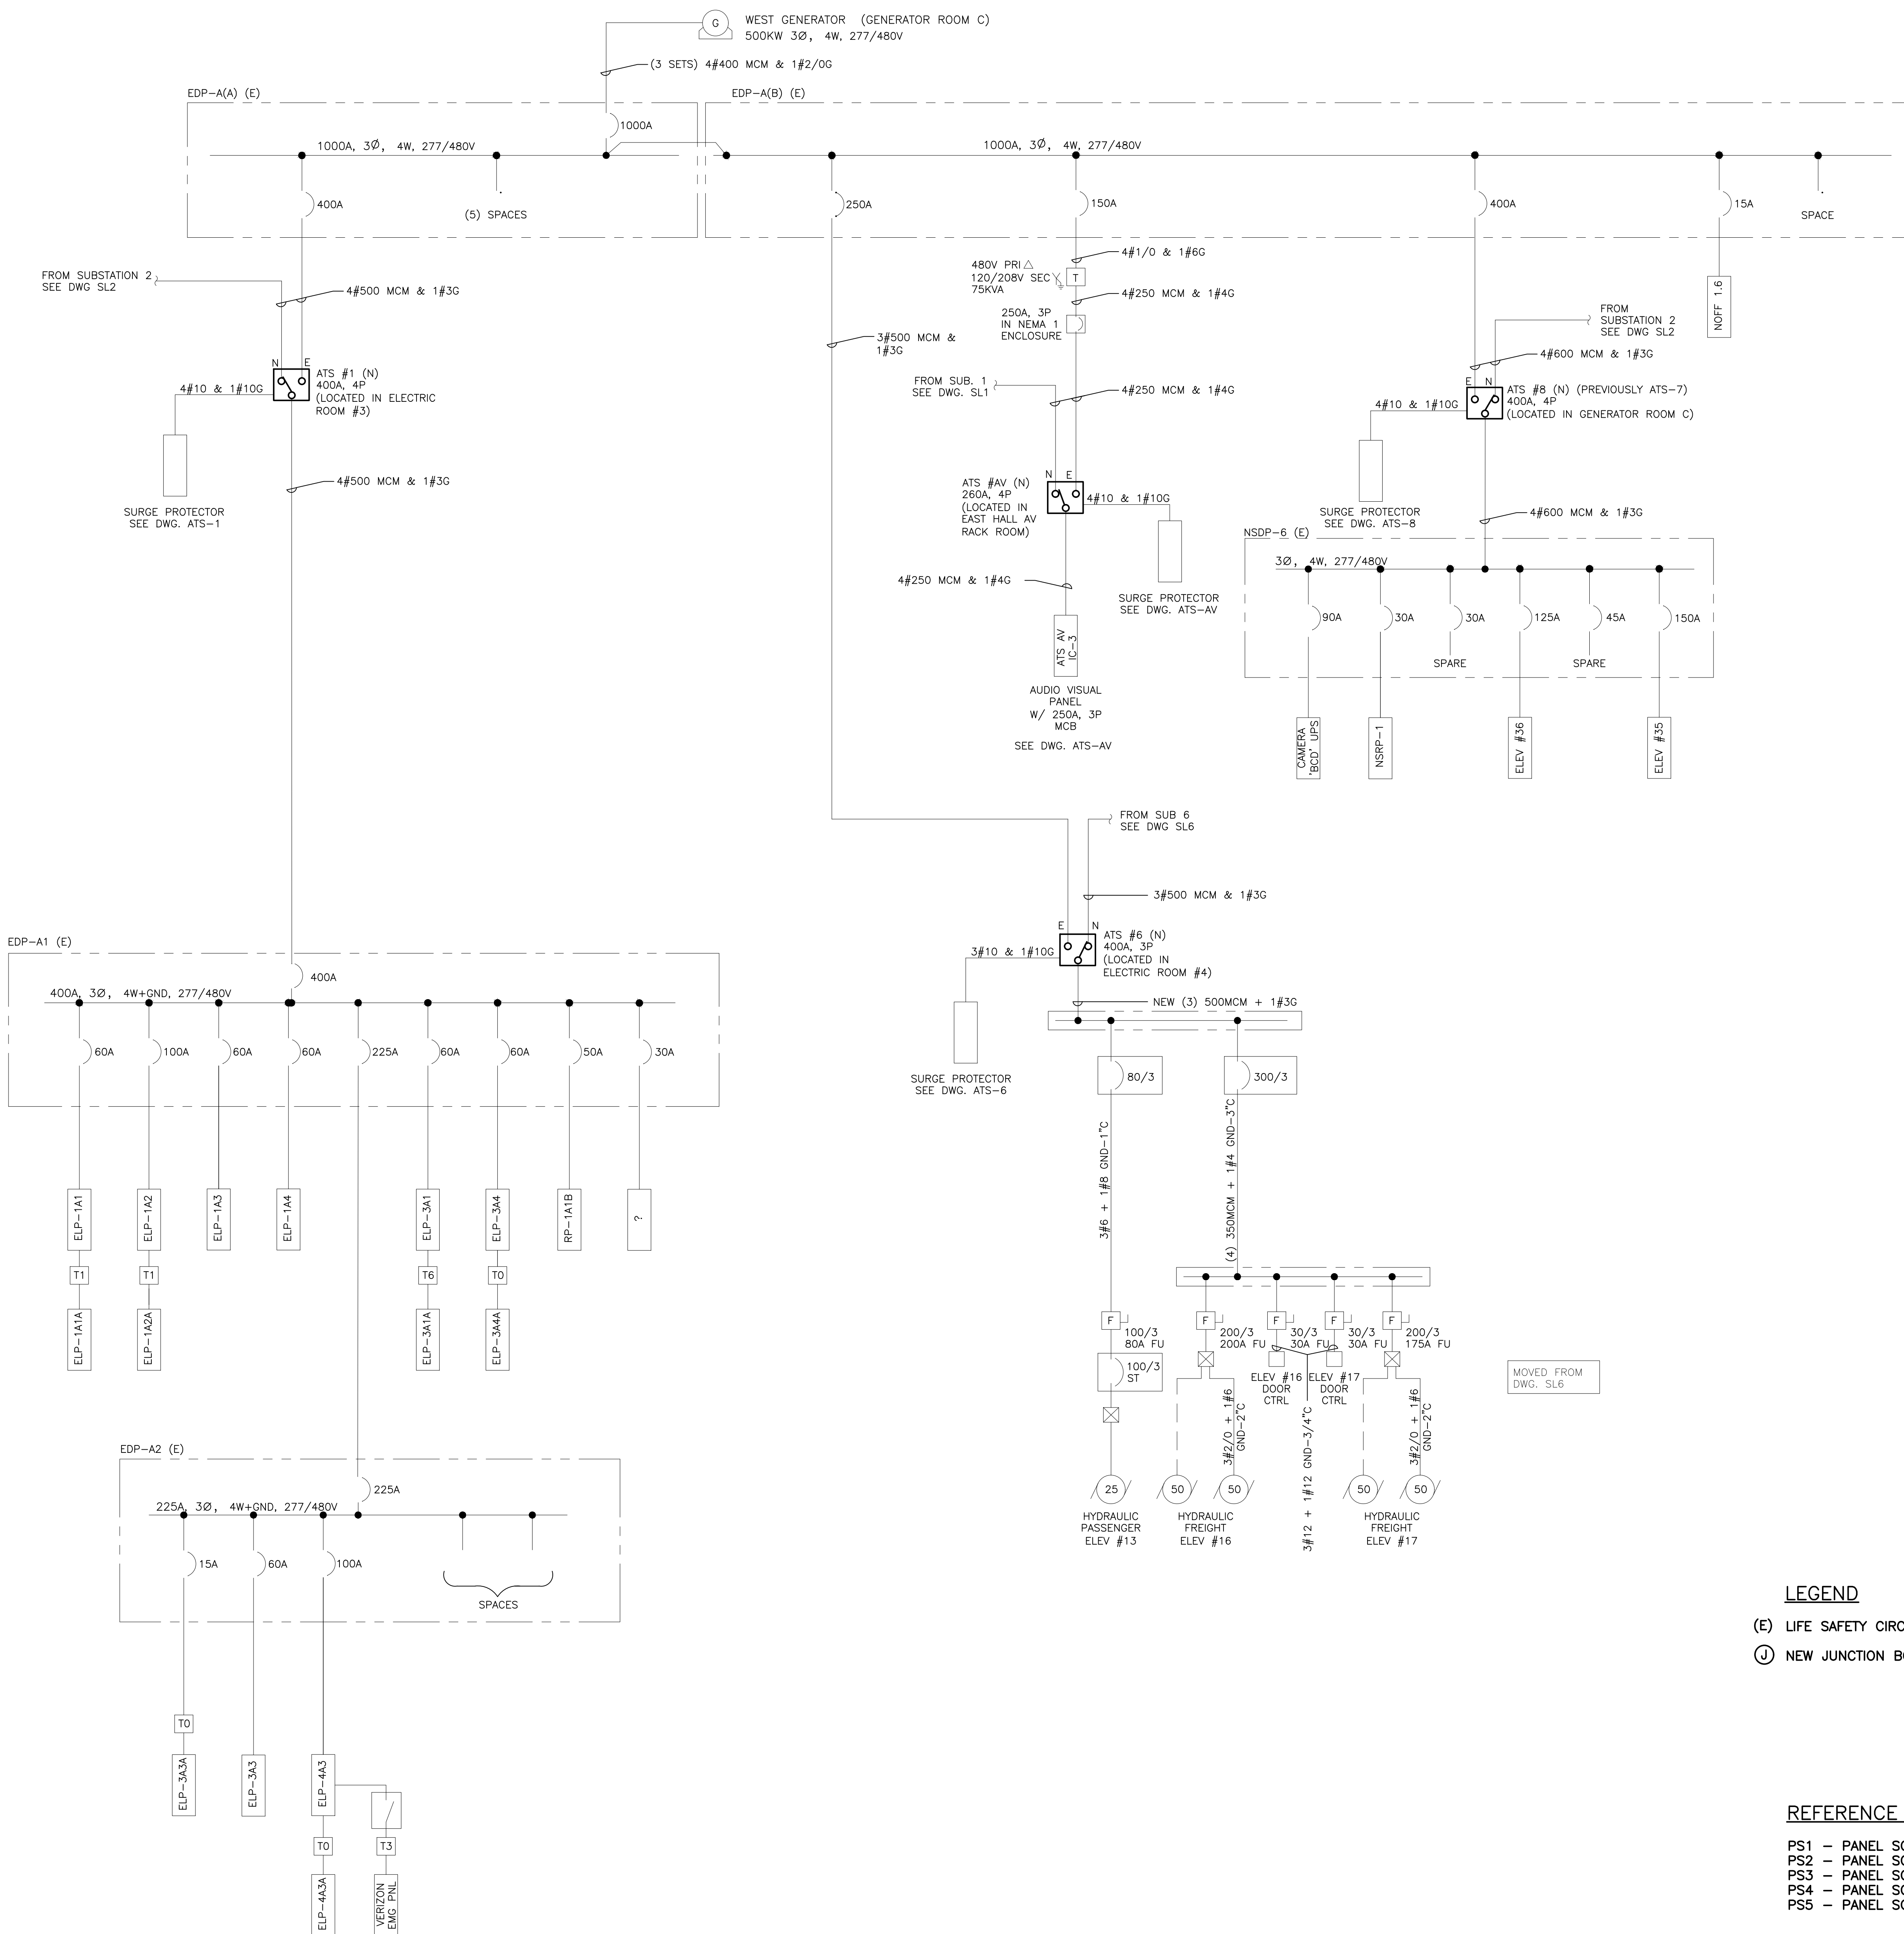 G
WEST GENERATOR (GENERATOR ROOM C)
500KW 3Ø, 4W, 277/480V
(3 SETS) 4#400 MCM & 1#2/0G
EDP-A(A) (E)
EDP-A(B) (E)
1000A
1000A, 3Ø, 4W, 277/480V
1000A, 3Ø, 4W, 277/480V
400A
(5) SPACES
250A
150A
400A
15A
SPACE
FROM SUBSTATION 2
SEE DWG SL2
4#500 MCM & 1#3G
N E
ATS #1 (N)
400A, 4P
(LOCATED IN ELECTRIC
ROOM #3)
4#10 & 1#10G
SURGE PROTECTOR
SEE DWG. ATS-1
4#500 MCM & 1#3G
3#500 MCM &
1#3G
4#1/0 & 1#6G
480V PRI
120/208V SEC
75KVA
T
4#250 MCM & 1#4G
250A, 3P
IN NEMA 1
ENCLOSURE
FROM SUB. 1
SEE DWG. SL1
4#250 MCM & 1#4G
N E
ATS #AV (N)
260A, 4P
(LOCATED IN
EAST HALL AV
RACK ROOM)
4#10 & 1#10G
SURGE PROTECTOR
SEE DWG. ATS-AV
4#250 MCM & 1#4G
ATS AV
IC-3
AUDIO VISUAL
PANEL
W/ 250A, 3P
MCB
SEE DWG. ATS-AV
NOFF 1.6
FROM
SUBSTATION 2
SEE DWG SL2
4#600 MCM & 1#3G
E N
ATS #8 (N) (PREVIOUSLY ATS-7)
400A, 4P
(LOCATED IN GENERATOR ROOM C)
4#10 & 1#10G
SURGE PROTECTOR
SEE DWG. ATS-8
4#600 MCM & 1#3G
NSDP-6 (E)
3Ø, 4W, 277/480V
90A
30A
30A
125A
45A
150A
SPARE
SPARE
CAMERA
'BCD' UPS
NSRP-1
ELEV #36
ELEV #35
FROM SUB 6
SEE DWG SL6
3#500 MCM & 1#3G
E N
ATS #6 (N)
400A, 3P
(LOCATED IN
ELECTRIC ROOM #4)
3#10 & 1#10G
SURGE PROTECTOR
SEE DWG. ATS-6
NEW (3) 500MCM + 1#3G
80/3
300/3
3#6 + 1#8 GND-1"C
(4) 350MCM + 1#4 GND-3"C
F
100/3
80A FU
F
200/3
200A FU
F
30/3
30A FU
F
30/3
30A FU
F
200/3
175A FU
100/3
ST
ELEV #16
DOOR
CTRL
ELEV #17
DOOR
CTRL
3#2/0 + 1#6
GND-2"C
3#12 + 1#12 GND-3/4"C
3#2/0 + 1#6
GND-2"C
25
50
50
50
50
HYDRAULIC
PASSENGER
ELEV #13
HYDRAULIC
FREIGHT
ELEV #16
HYDRAULIC
FREIGHT
ELEV #17
MOVED FROM
DWG. SL6
EDP-A1 (E)
400A
400A, 3Ø, 4W+GND, 277/480V
60A
100A
60A
60A
225A
60A
60A
50A
30A
ELP-1A1
ELP-1A2
ELP-1A3
ELP-1A4
ELP-3A1
ELP-3A4
RP-1A1B
?
T1
T1
T6
T0
ELP-1A1A
ELP-1A2A
ELP-3A1A
ELP-3A4A
EDP-A2 (E)
225A
225A, 3Ø, 4W+GND, 277/480V
15A
60A
100A
SPACES
T0
ELP-3A3A
ELP-3A3
ELP-4A3
T0
T3
ELP-4A3A
VERIZON
EMG PNL
LEGEND
(E) LIFE SAFETY CIRC
J NEW JUNCTION B
REFERENCE
PS1 - PANEL SC
PS2 - PANEL SC
PS3 - PANEL SC
PS4 - PANEL SC
PS5 - PANEL SC